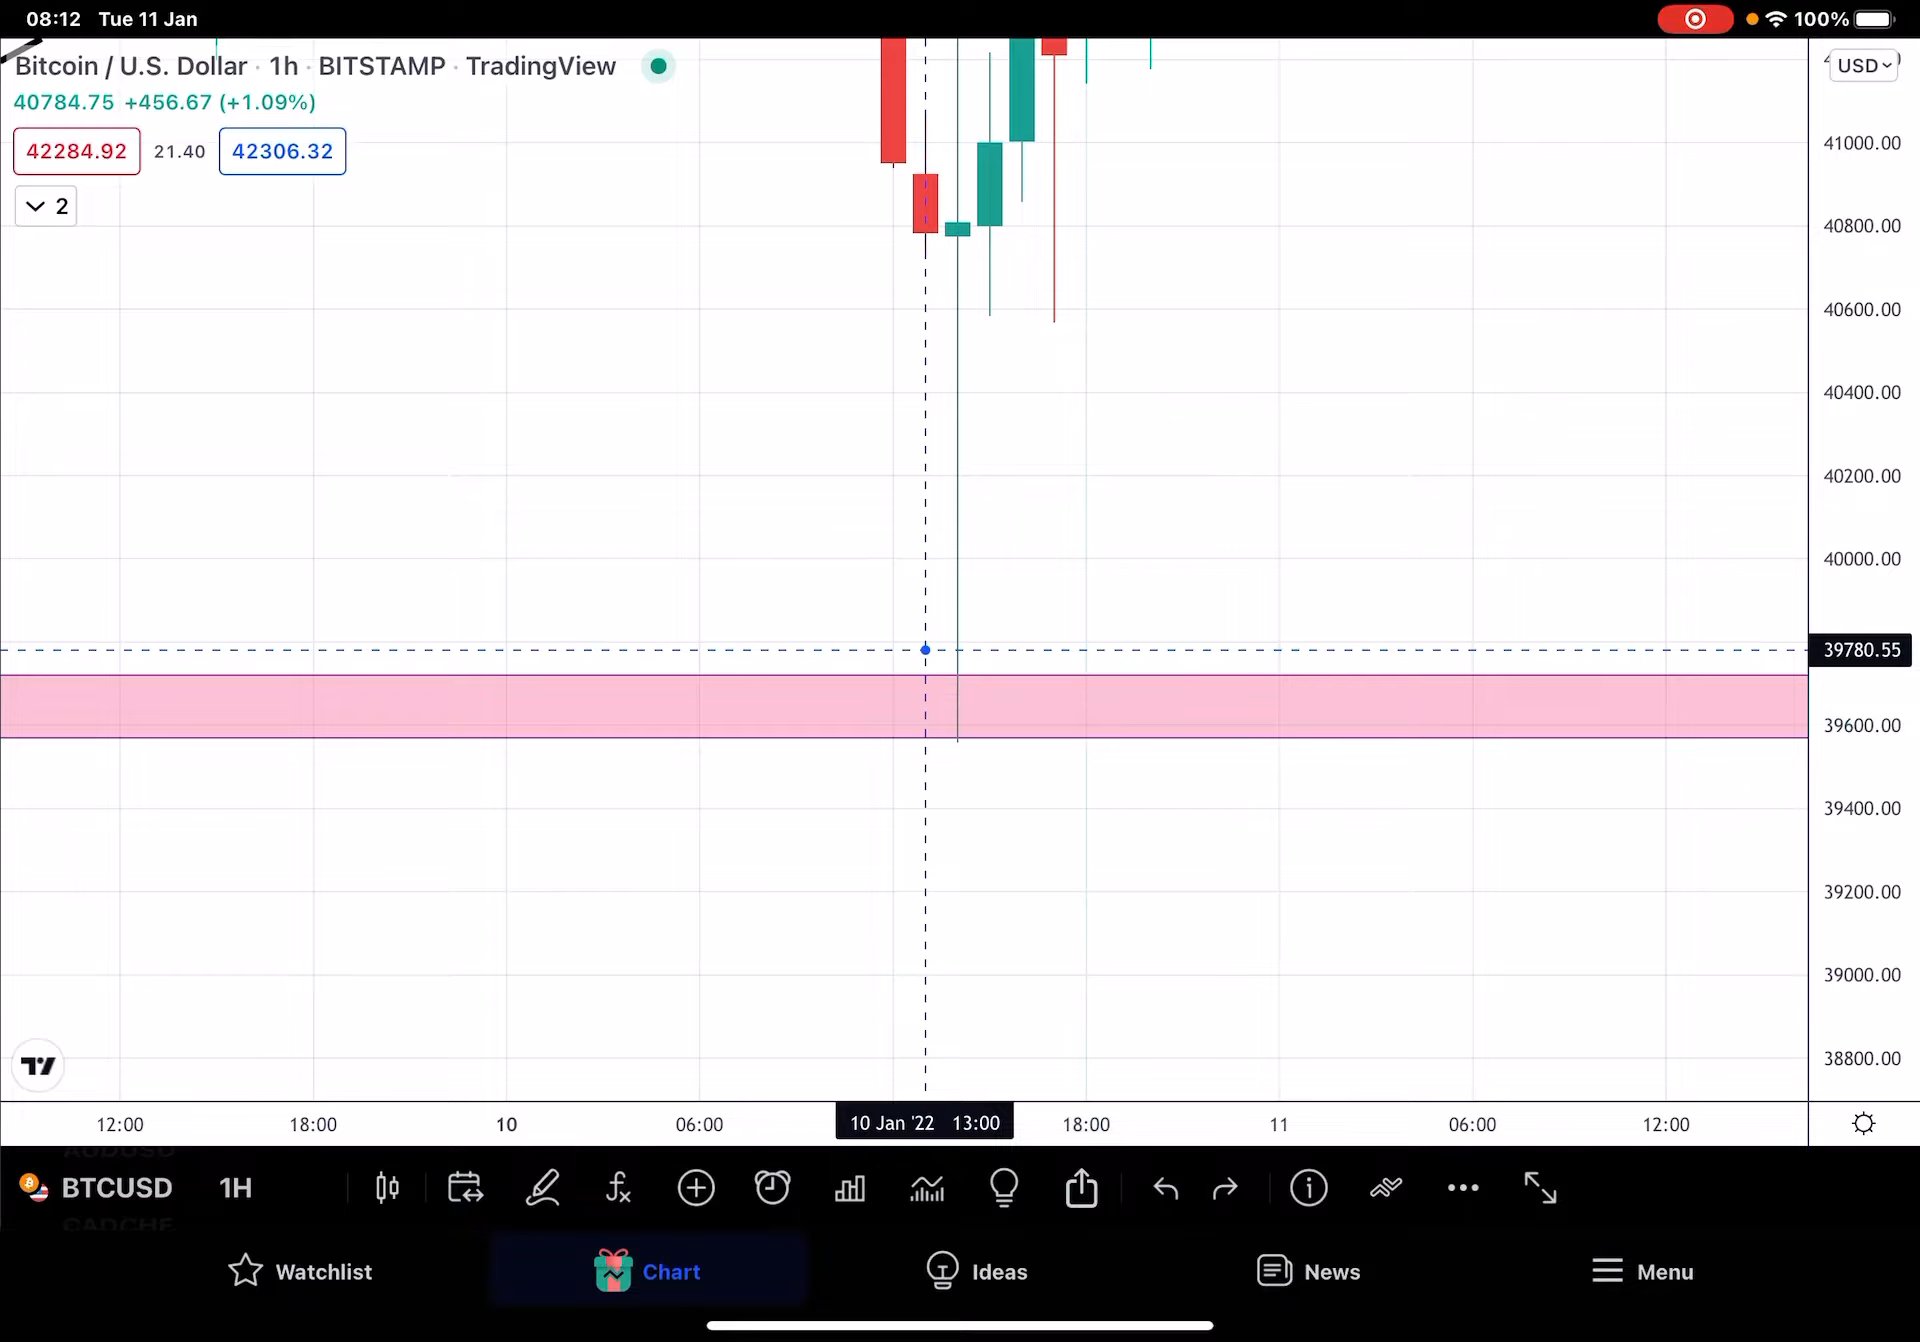 08:12 Tue 11 Jan
100%
Bitcoin / U.S. Dollar · 1h · BITSTAMP · TradingView
USD
40784.75 +456.67 (+1.09%)
42284.92 21.40 42306.32
2
41000.00
40800.00
40600.00
40400.00
40200.00
40000.00
39780.55
39600.00
39400.00
39200.00
39000.00
38800.00
12:00 18:00 10 06:00 10 Jan '22 13:00 18:00 11 06:00 12:00
AUDUSD
BTCUSD 1H
CADCHF
Watchlist Chart Ideas News Menu